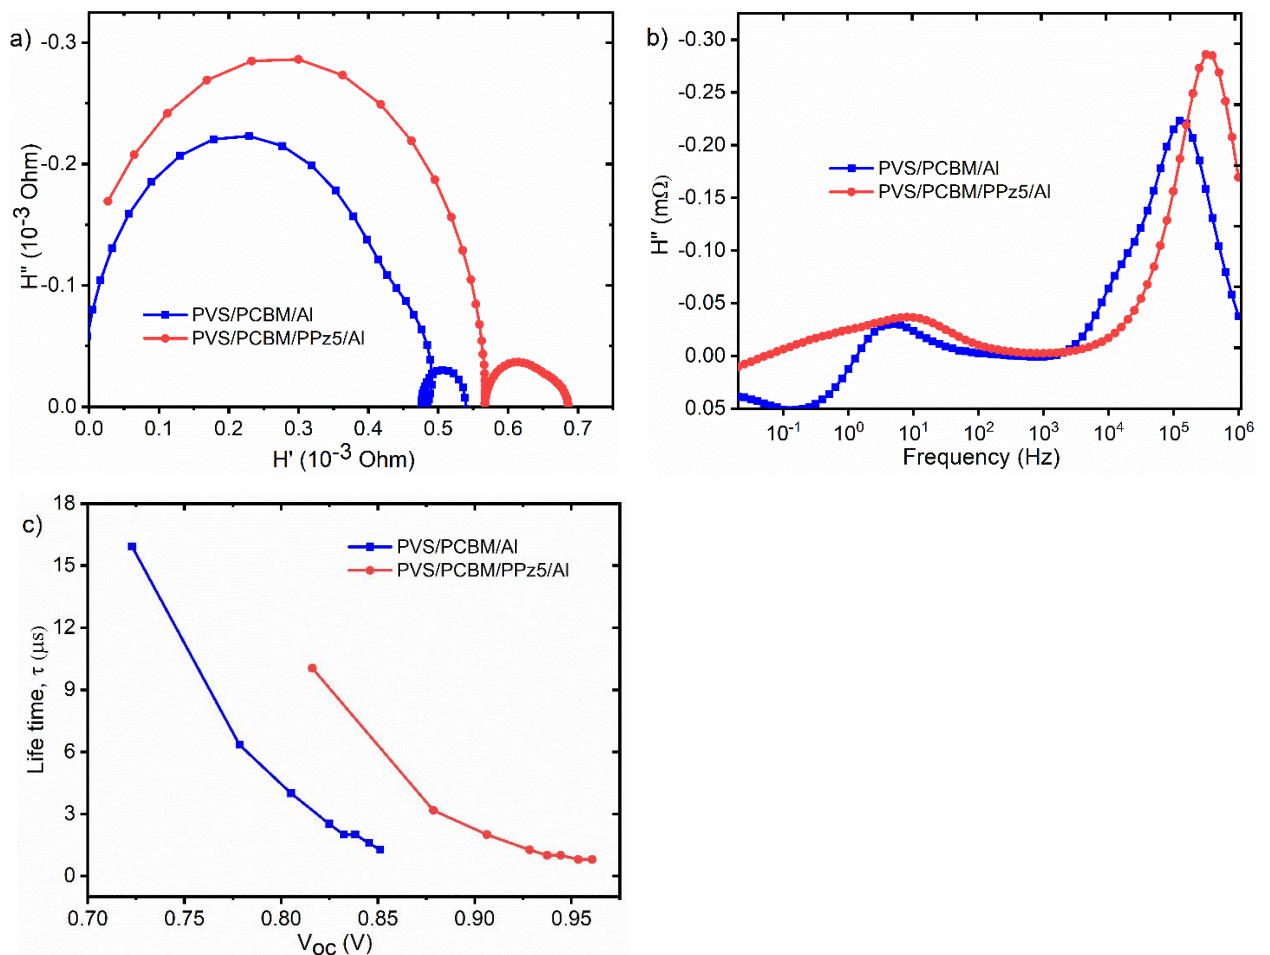 a)
-0.3
-0.2
-0.1
0.0
H'' (10⁻³ Ohm)
PVS/PCBM/Al
PVS/PCBM/PPz5/Al
0.0 0.1 0.2 0.3 0.4 0.5 0.6 0.7
H' (10⁻³ Ohm)
b)
-0.30
-0.25
-0.20
-0.15
-0.10
-0.05
0.00
0.05
H'' (mΩ)
PVS/PCBM/Al
PVS/PCBM/PPz5/Al
10⁻¹ 10⁰ 10¹ 10² 10³ 10⁴ 10⁵ 10⁶
Frequency (Hz)
c)
18
15
12
9
6
3
0
Life time, τ (μs)
PVS/PCBM/Al
PVS/PCBM/PPz5/Al
0.70 0.75 0.80 0.85 0.90 0.95
V_OC (V)